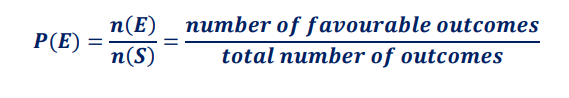 P(E) = n(E)/n(S) = number of favourable outcomes/total number of outcomes